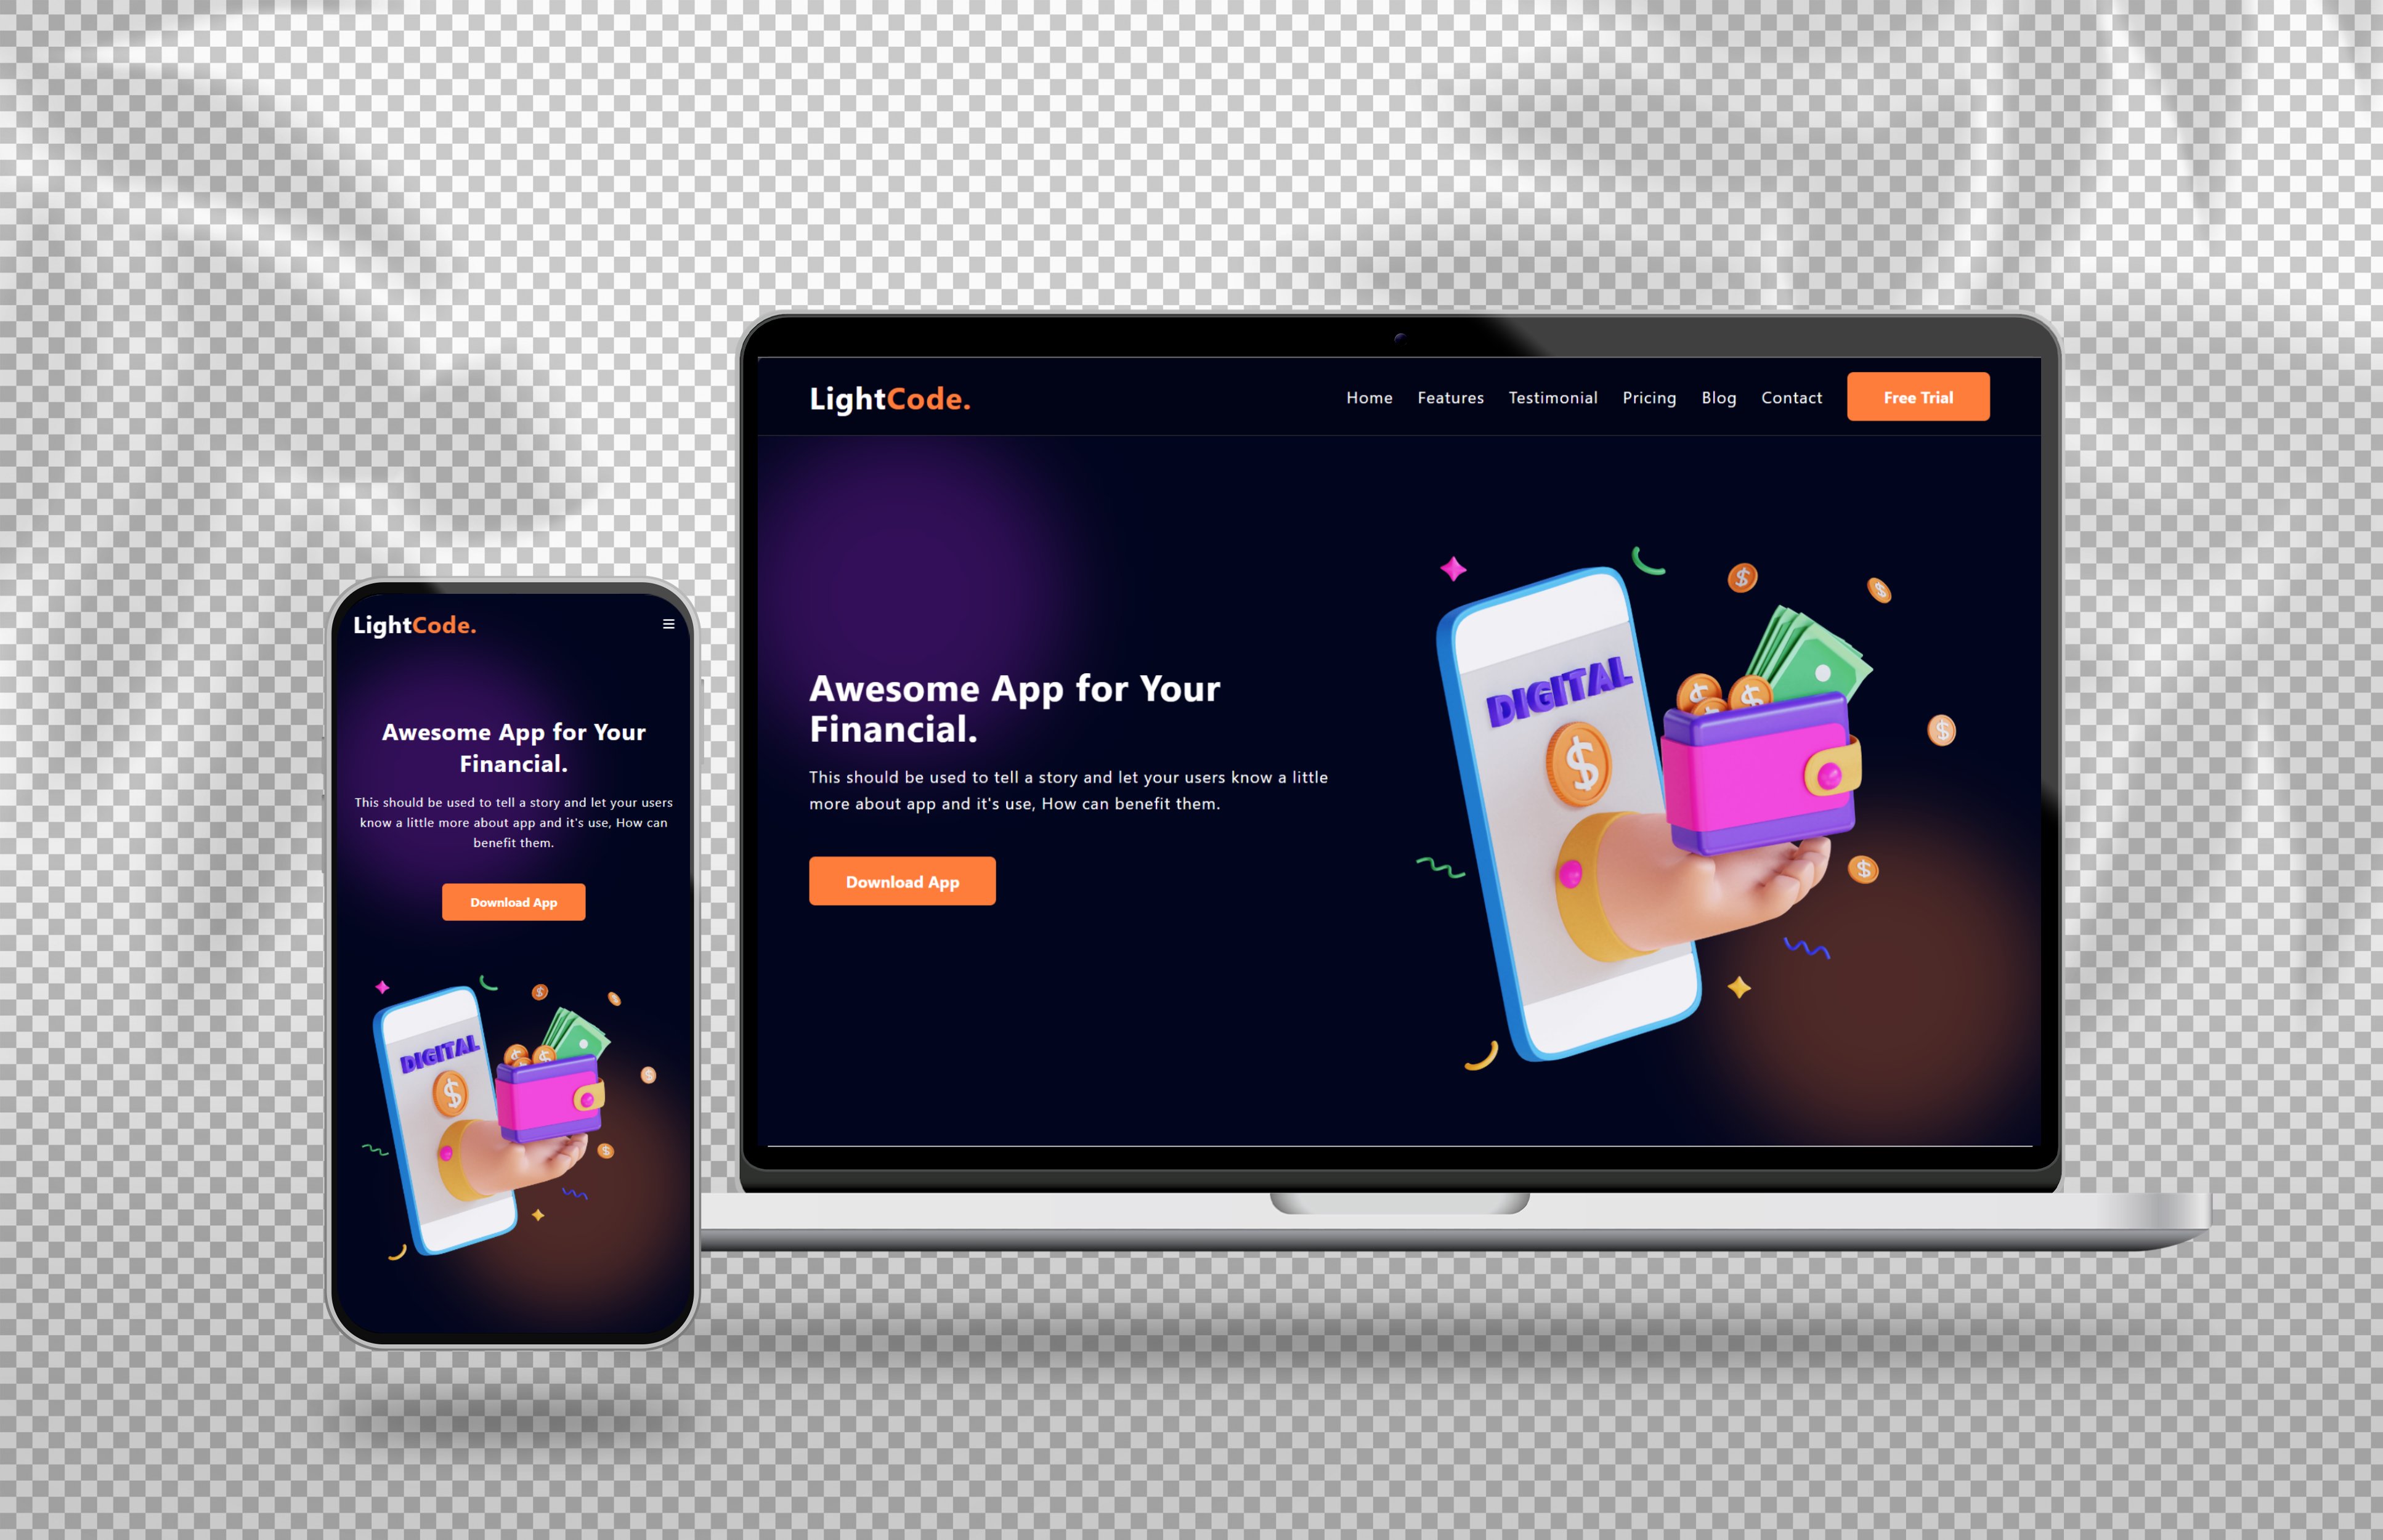 LightCode.
Home Features Testimonial Pricing Blog Contact Free Trial
Awesome App for Your
Financial.
This should be used to tell a story and let your users know a little
more about app and it's use, How can benefit them.
Download App
DIGITAL
$
$
$
$
$
LightCode.
Awesome App for Your
Financial.
This should be used to tell a story and let your users
know a little more about app and it's use, How can
benefit them.
Download App
DIGITAL
$
$
$
$